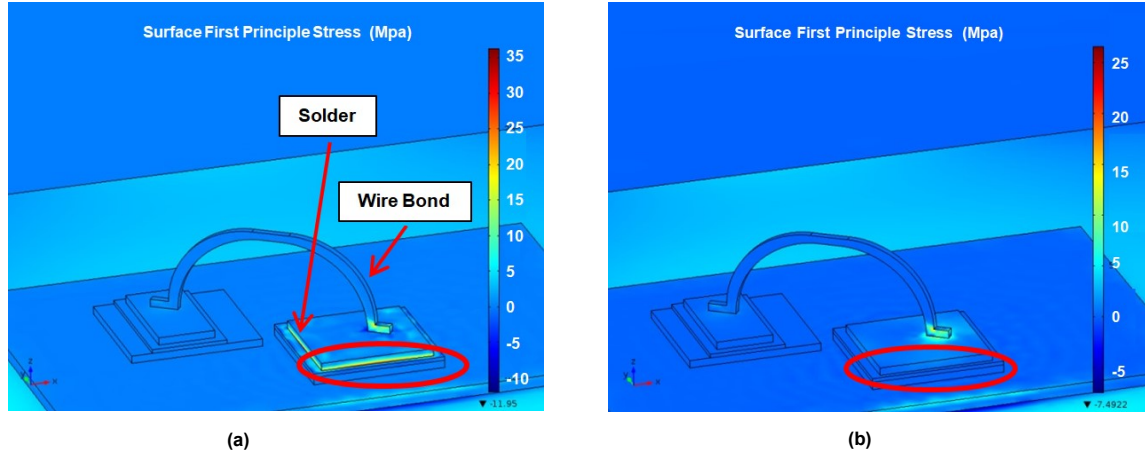 Surface First Principle Stress (Mpa)
35
30
25
20
15
10
5
0
-5
-10
▼ -11.95
Solder
Wire Bond
z
y
x
(a)
Surface First Principle Stress (Mpa)
25
20
15
10
5
0
-5
▼ -7.4922
z
y
x
(b)